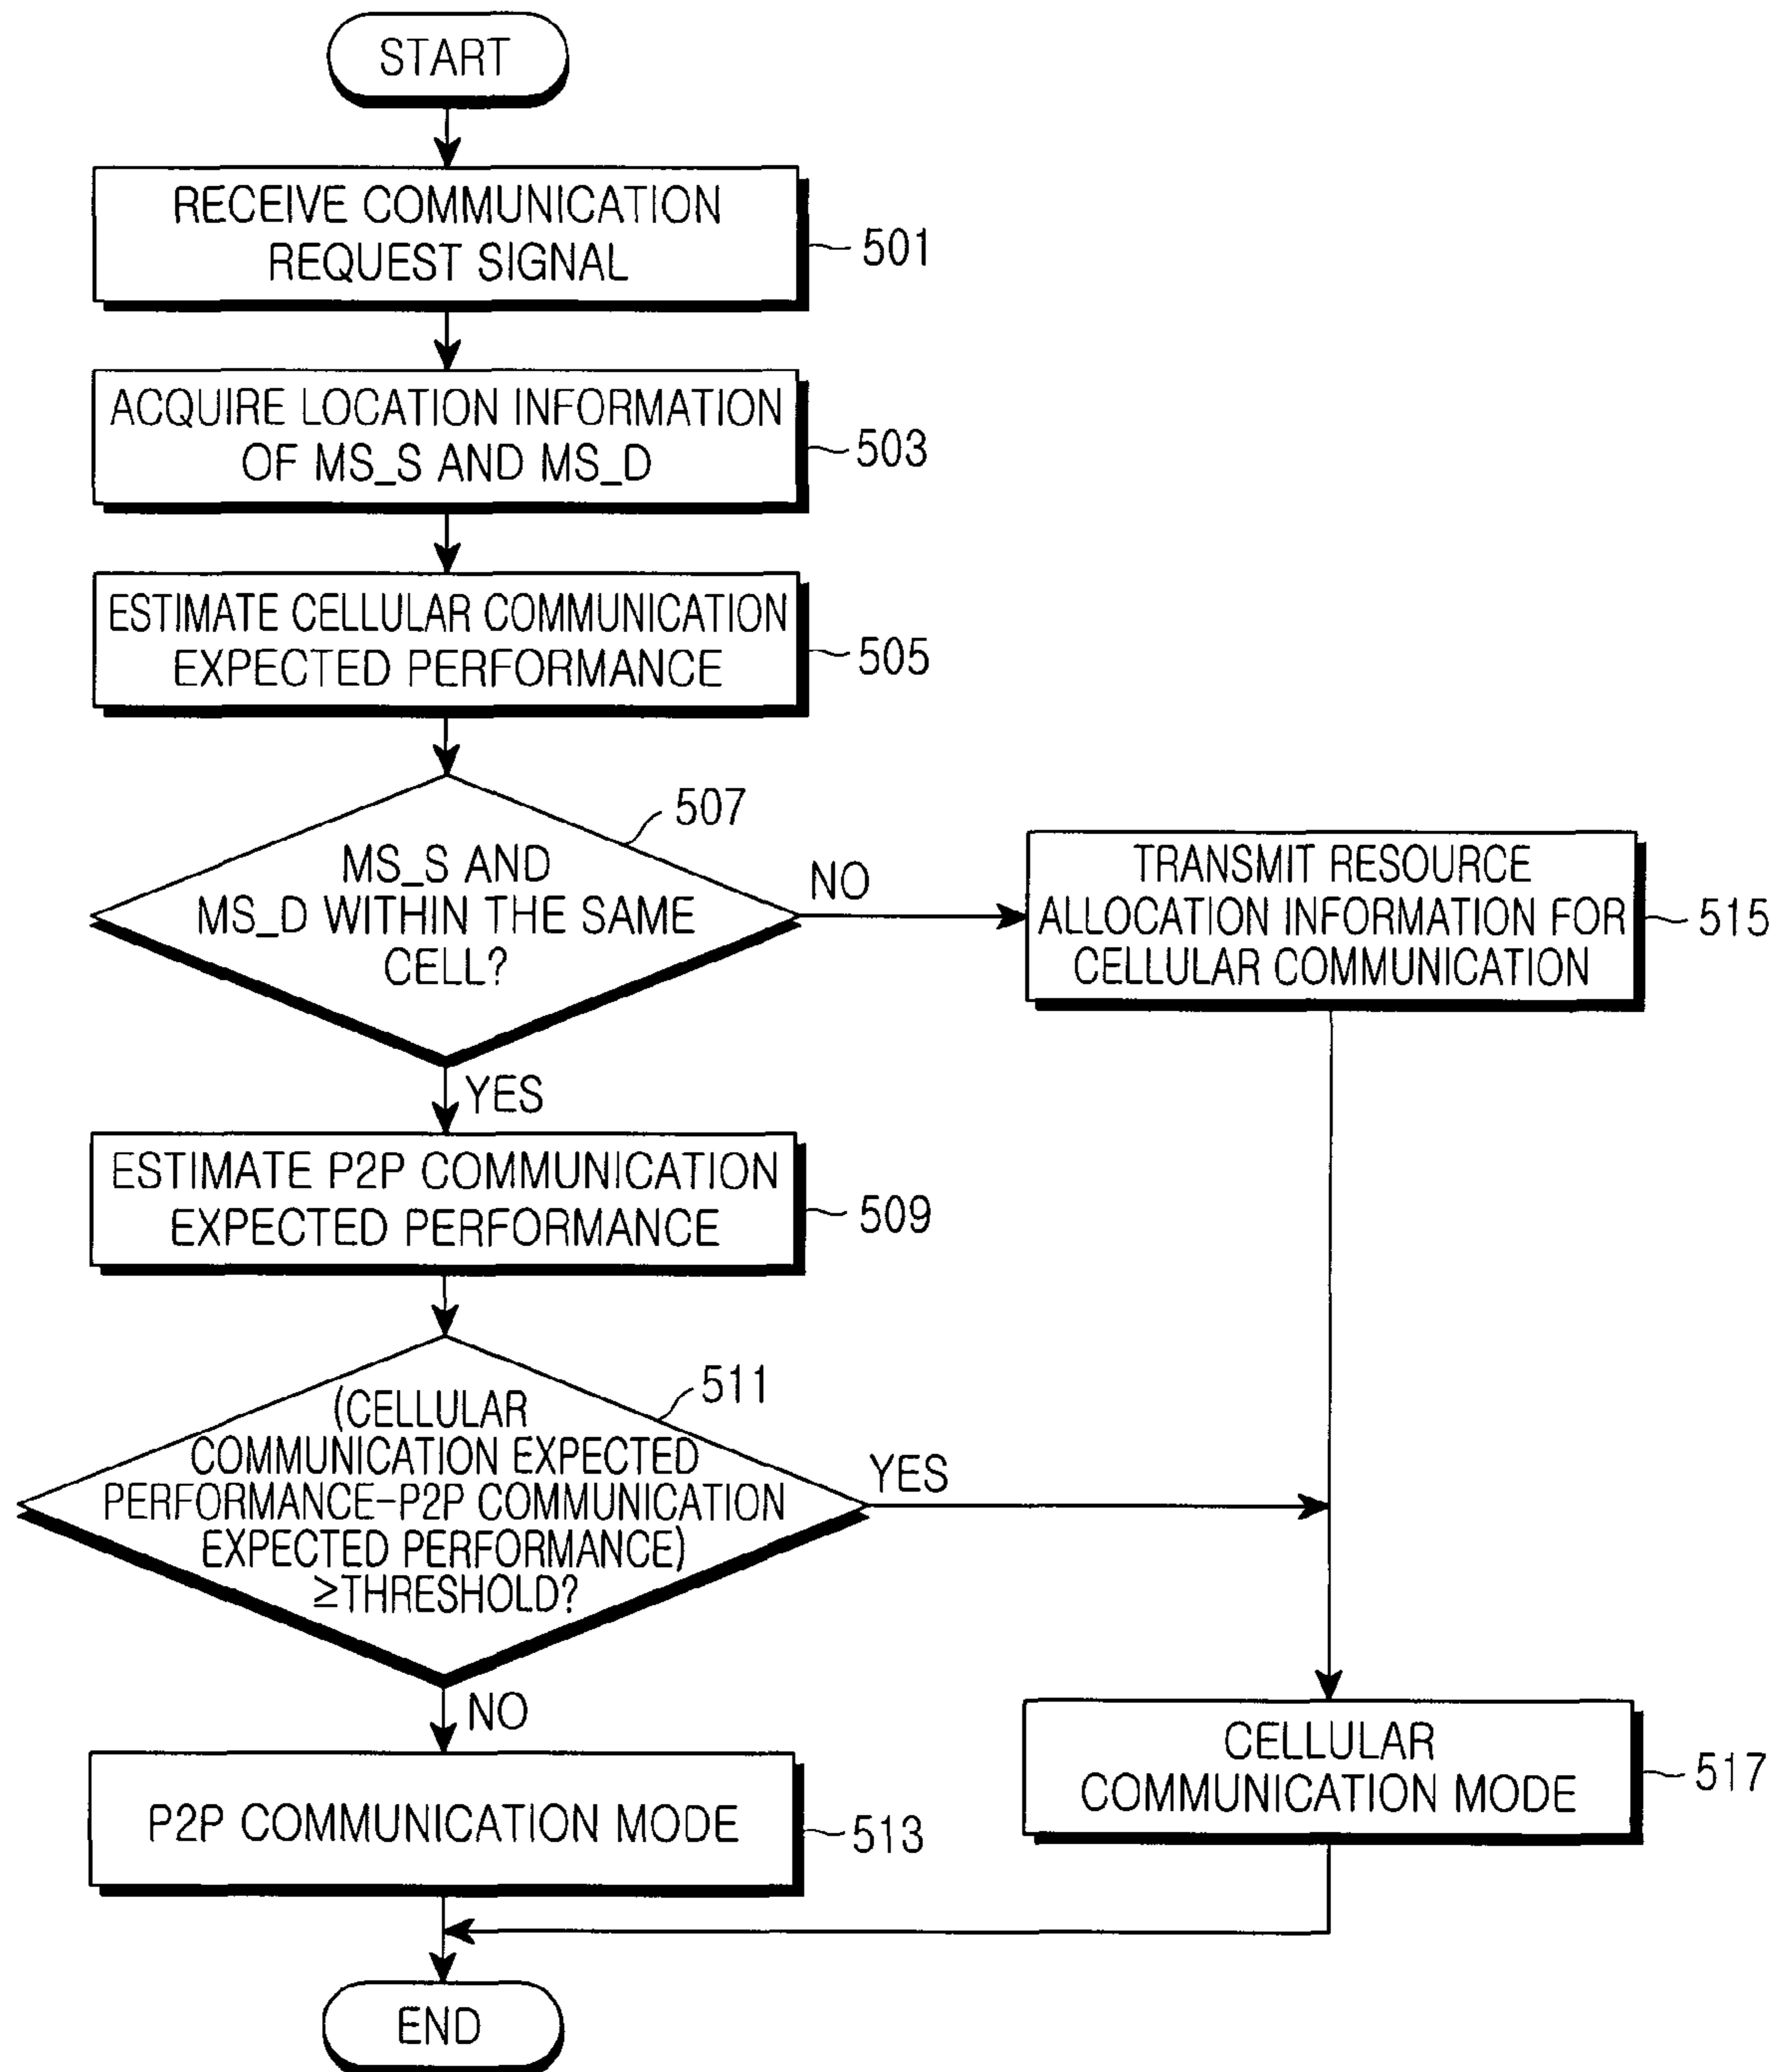 START
RECEIVE COMMUNICATION
REQUEST SIGNAL
501
ACQUIRE LOCATION INFORMATION
OF MS_S AND MS_D
503
ESTIMATE CELLULAR COMMUNICATION
EXPECTED PERFORMANCE
505
507
MS_S AND
MS_D WITHIN THE SAME
CELL?
NO
TRANSMIT RESOURCE
ALLOCATION INFORMATION FOR
CELLULAR COMMUNICATION
515
YES
ESTIMATE P2P COMMUNICATION
EXPECTED PERFORMANCE
509
511
(CELLULAR
COMMUNICATION EXPECTED
PERFORMANCE-P2P COMMUNICATION
EXPECTED PERFORMANCE)
≥THRESHOLD?
YES
NO
P2P COMMUNICATION MODE
513
CELLULAR
COMMUNICATION MODE
517
END